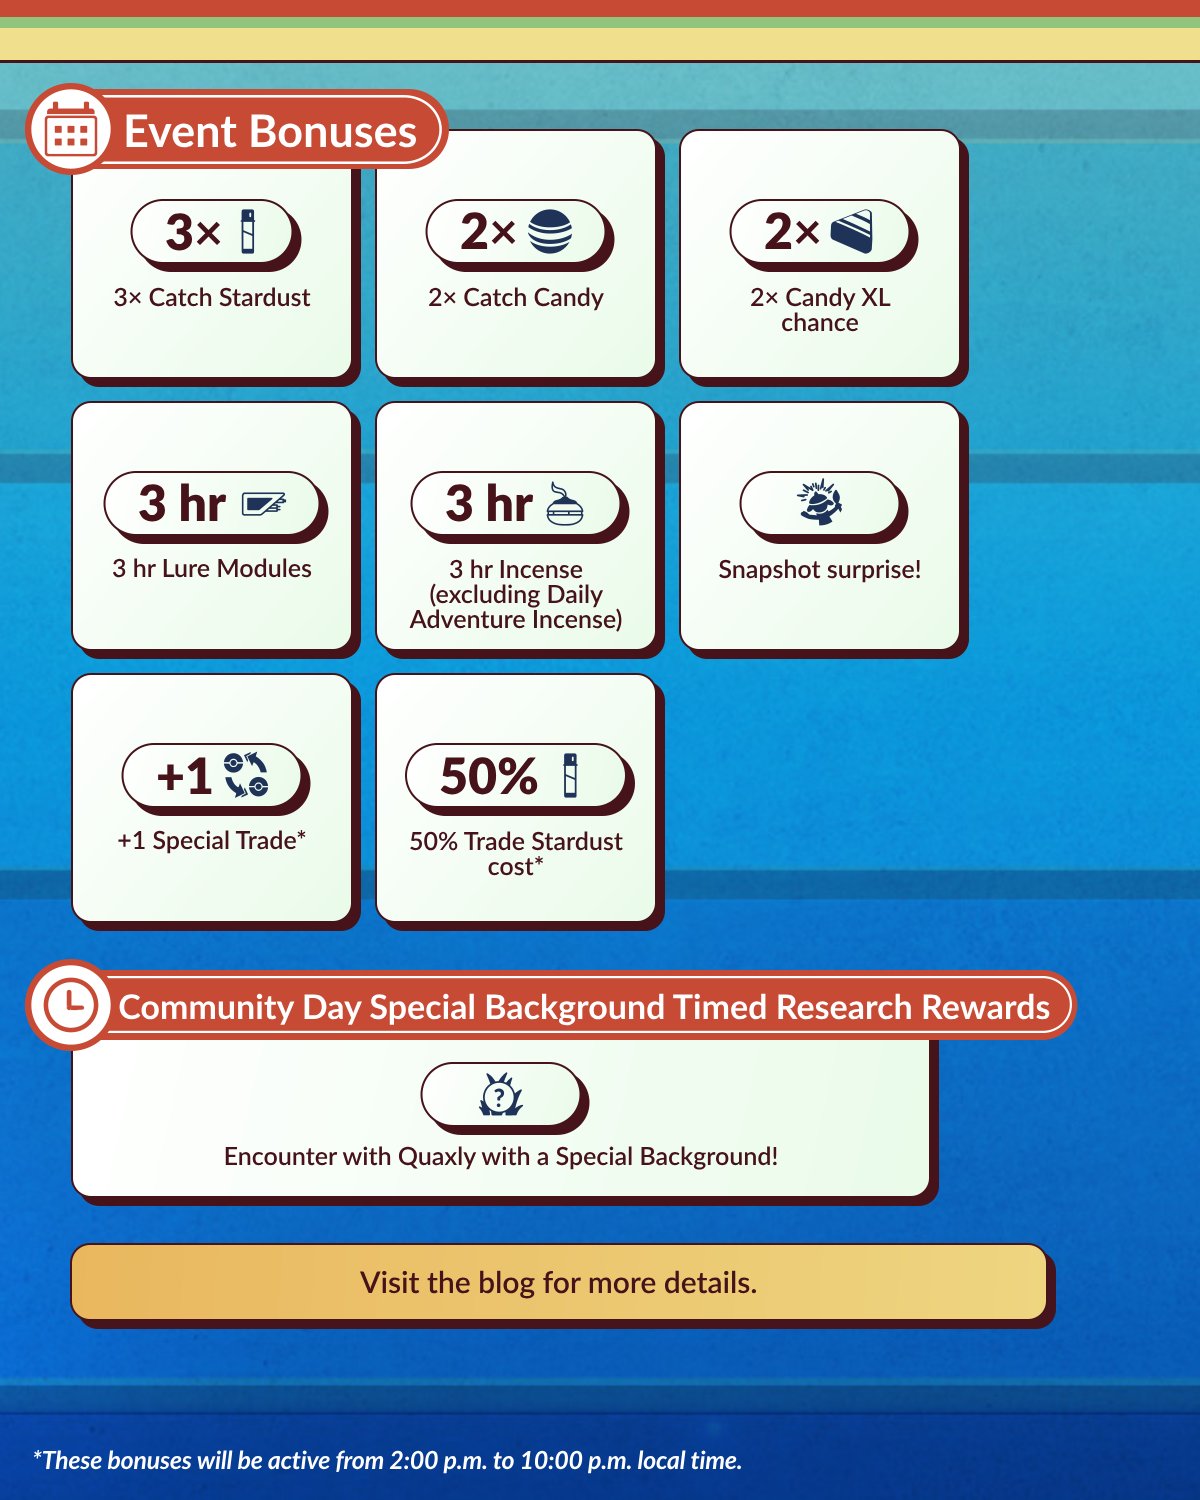 Event Bonuses
3×
3× Catch Stardust
2×
2× Catch Candy
2×
2× Candy XL
chance
3 hr
3 hr Lure Modules
3 hr
3 hr Incense
(excluding Daily
Adventure Incense)
Snapshot surprise!
+1
+1 Special Trade*
50%
50% Trade Stardust
cost*
Community Day Special Background Timed Research Rewards
?
Encounter with Quaxly with a Special Background!
Visit the blog for more details.
*These bonuses will be active from 2:00 p.m. to 10:00 p.m. local time.